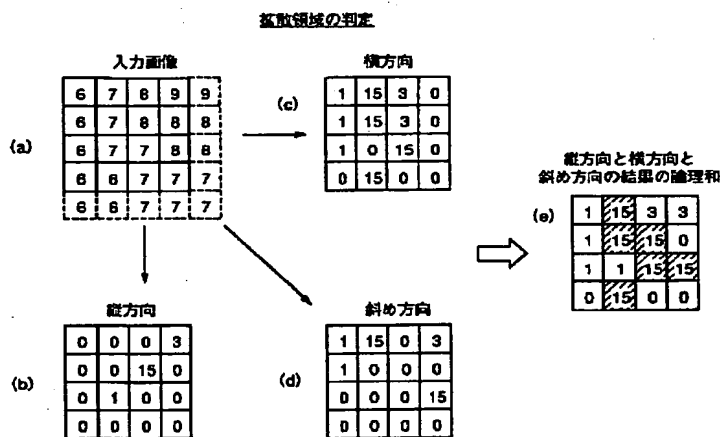 拡散領域の判定
入力画像
(a)
6 7 8 9 9
6 7 8 8 8
6 7 7 8 8
6 6 7 7 7
6 6 7 7 7
横方向
(c)
1 15 3 0
1 15 3 0
1 0 15 0
0 15 0 0
縦方向と横方向と
斜め方向の結果の論理和
(e)
1 15 3 3
1 15 15 0
1 1 15 15
0 15 0 0
縦方向
(b)
0 0 0 3
0 0 15 0
0 1 0 0
0 0 0 0
斜め方向
(d)
1 15 0 3
1 0 0 0
0 0 0 15
0 0 0 0